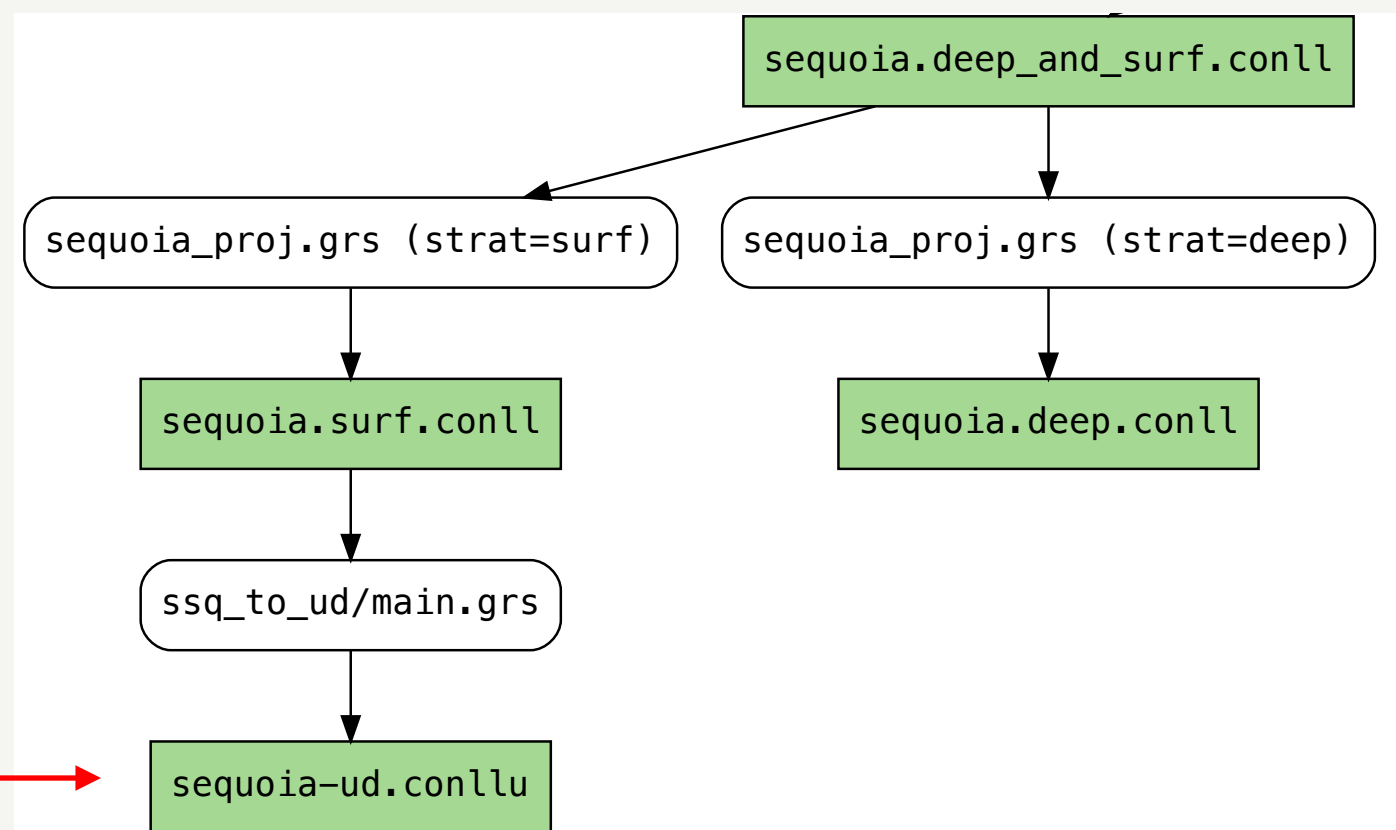 sequoia.deep_and_surf.conll
sequoia_proj.grs (strat=surf)
sequoia_proj.grs (strat=deep)
sequoia.surf.conll
sequoia.deep.conll
ssq_to_ud/main.grs
sequoia-ud.conllu